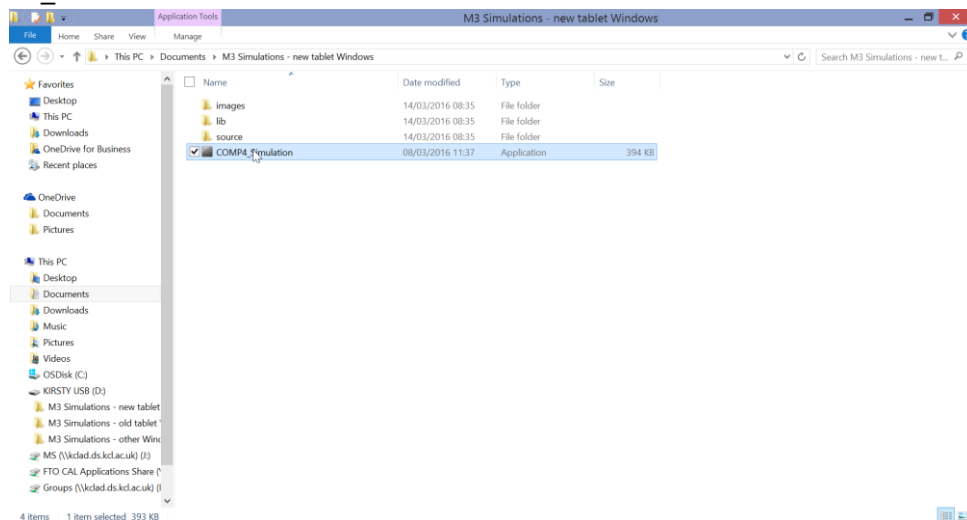 Application Tools
M3 Simulations - new tablet Windows
File Home Share View Manage
This PC Documents M3 Simulations - new tablet Windows
Search M3 Simulations - new t...
Name Date modified Type Size
images 14/03/2016 08:35 File folder
lib 14/03/2016 08:35 File folder
source 14/03/2016 08:35 File folder
COMP4_Simulation 08/03/2016 11:37 Application 394 KB
Favorites
Desktop
This PC
Downloads
OneDrive for Business
Recent places
OneDrive
Documents
Pictures
This PC
Desktop
Documents
Downloads
Music
Pictures
Videos
OSDisk (C:)
KIRSTY USB (D:)
M3 Simulations - new tablet
M3 Simulations - old tablet
M3 Simulations - other Winc
MS (\\kclad.ds.kcl.ac.uk) (J:)
FTO CAL Applications Share (\
Groups (\\kclad.ds.kcl.ac.uk) (I
4 items 1 item selected 393 KB